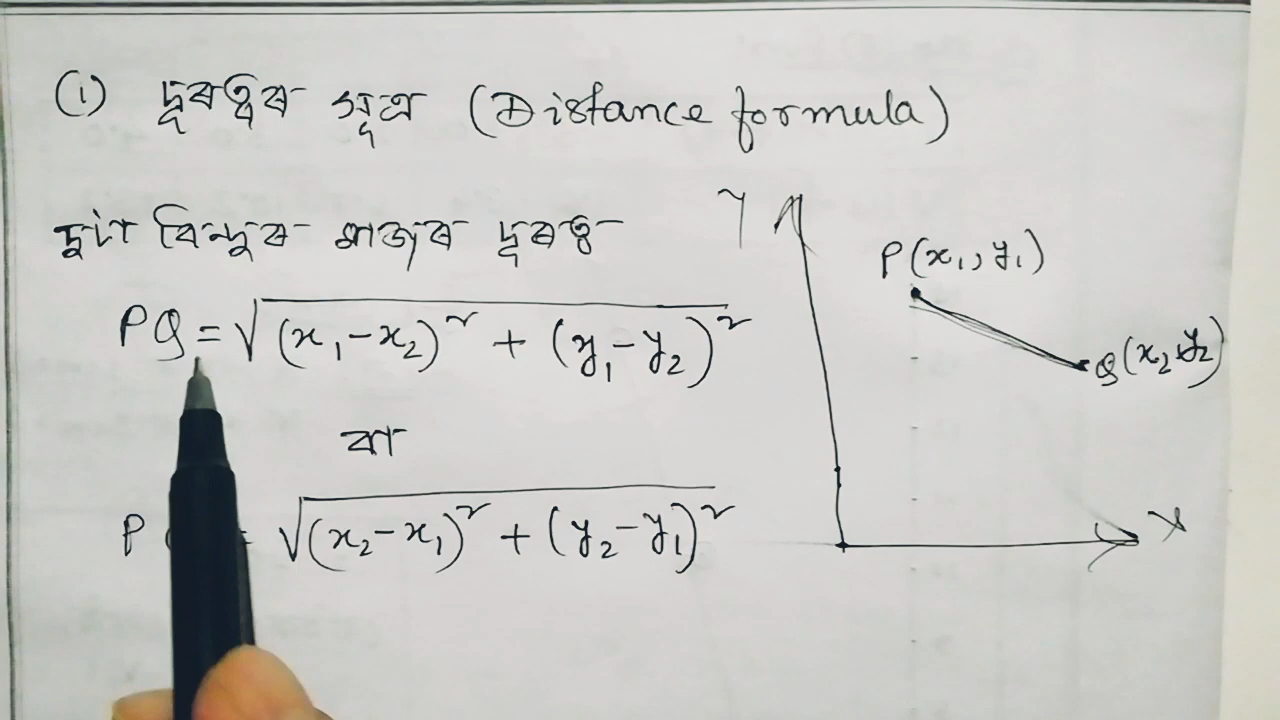 (1) দূৰত্বৰ সূত্ৰ (Distance formula)
দুটা বিন্দুৰ মাজৰ দূৰত্ব
PQ = √(x₁-x₂)² + (y₁-y₂)²
বা
P = √(x₂-x₁)² + (y₂-y₁)²
Y
P(x₁, y₁)
Q(x₂, y₂)
X